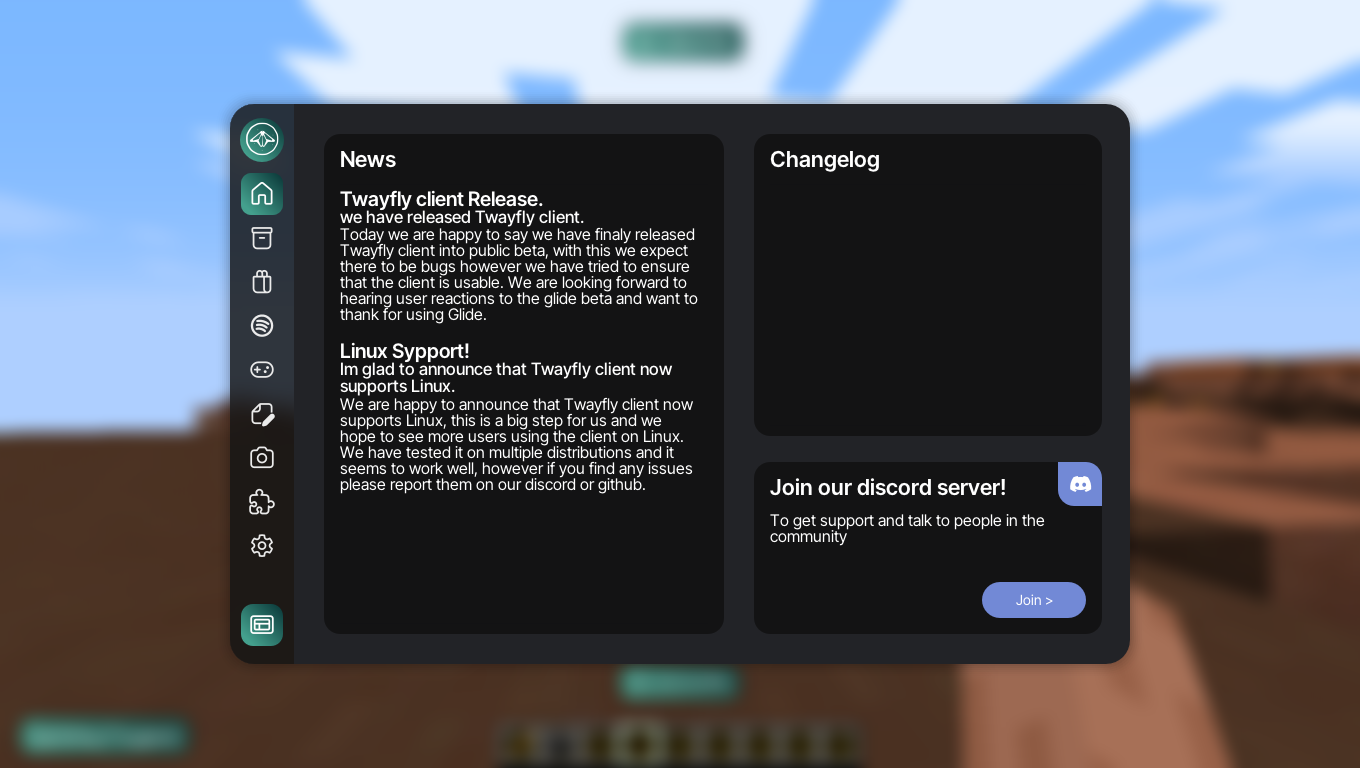 News
Twayfly client Release.
we have released Twayfly client.
Today we are happy to say we have finaly released
Twayfly client into public beta, with this we expect
there to be bugs however we have tried to ensure
that the client is usable. We are looking forward to
hearing user reactions to the glide beta and want to
thank for using Glide.
Linux Sypport!
Im glad to announce that Twayfly client now
supports Linux.
We are happy to announce that Twayfly client now
supports Linux, this is a big step for us and we
hope to see more users using the client on Linux.
We have tested it on multiple distributions and it
seems to work well, however if you find any issues
please report them on our discord or github.
Changelog
Join our discord server!
To get support and talk to people in the
community
Join >